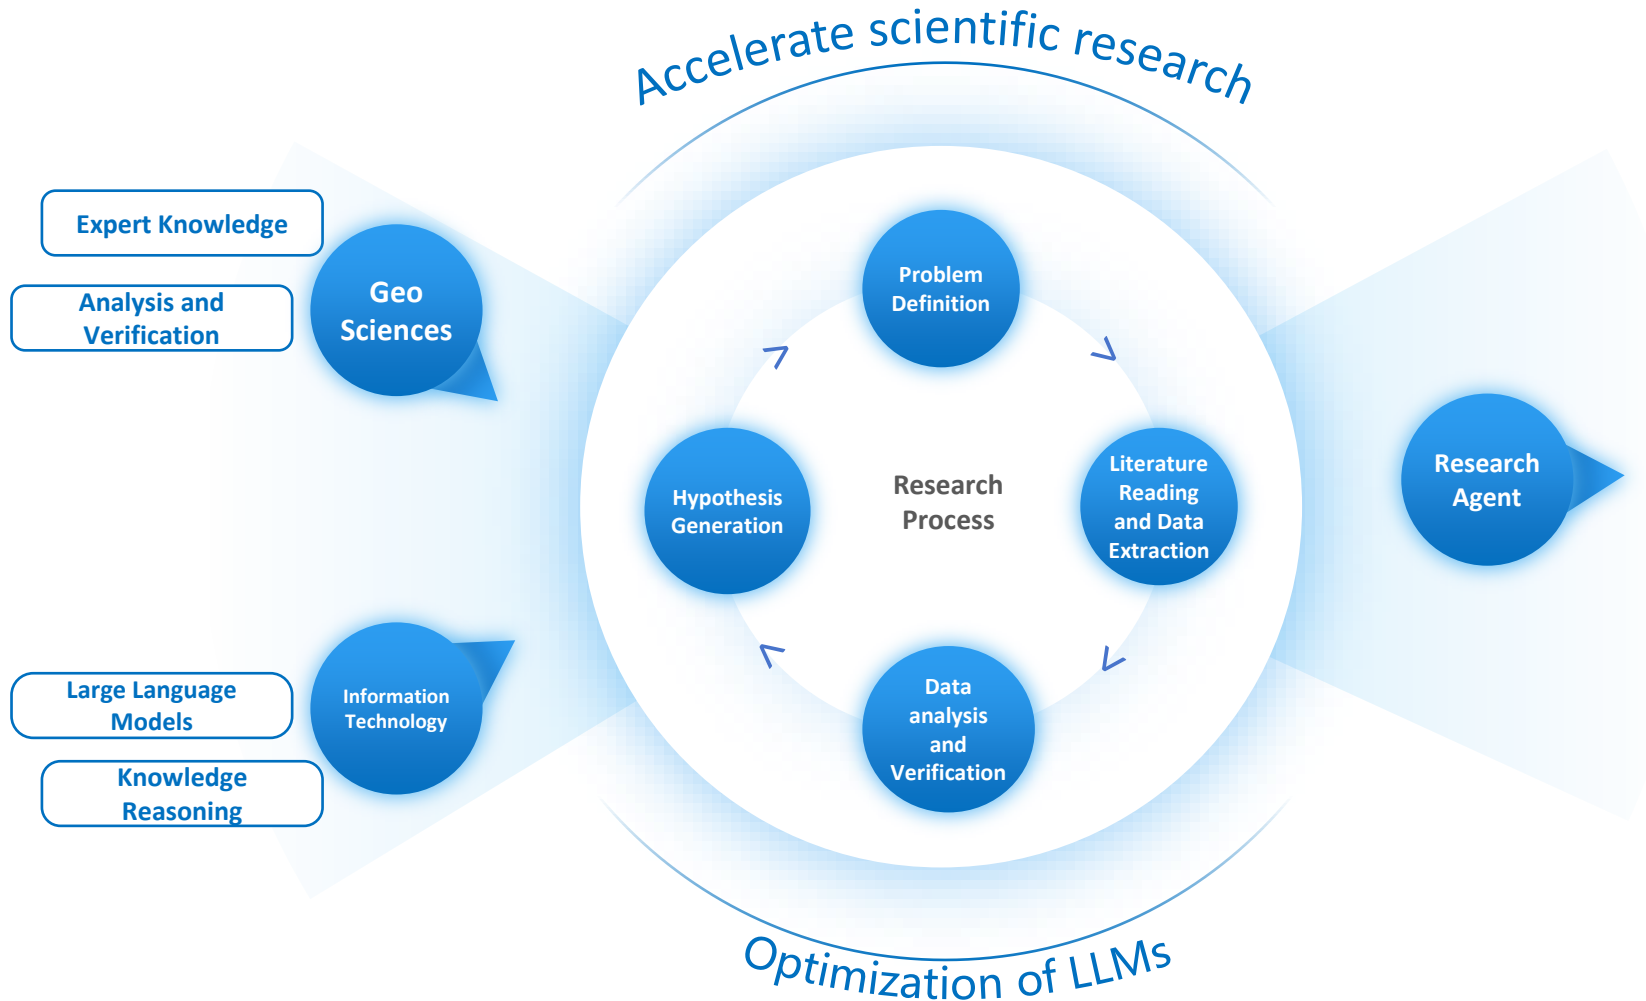 Accelerate scientific research
Expert Knowledge
Analysis and
Verification
Geo
Sciences
Large Language
Models
Knowledge
Reasoning
Information
Technology
Problem
Definition
Literature
Reading
and Data
Extraction
Data
analysis
and
Verification
Hypothesis
Generation
Research
Process
Research
Agent
Optimization of LLMs